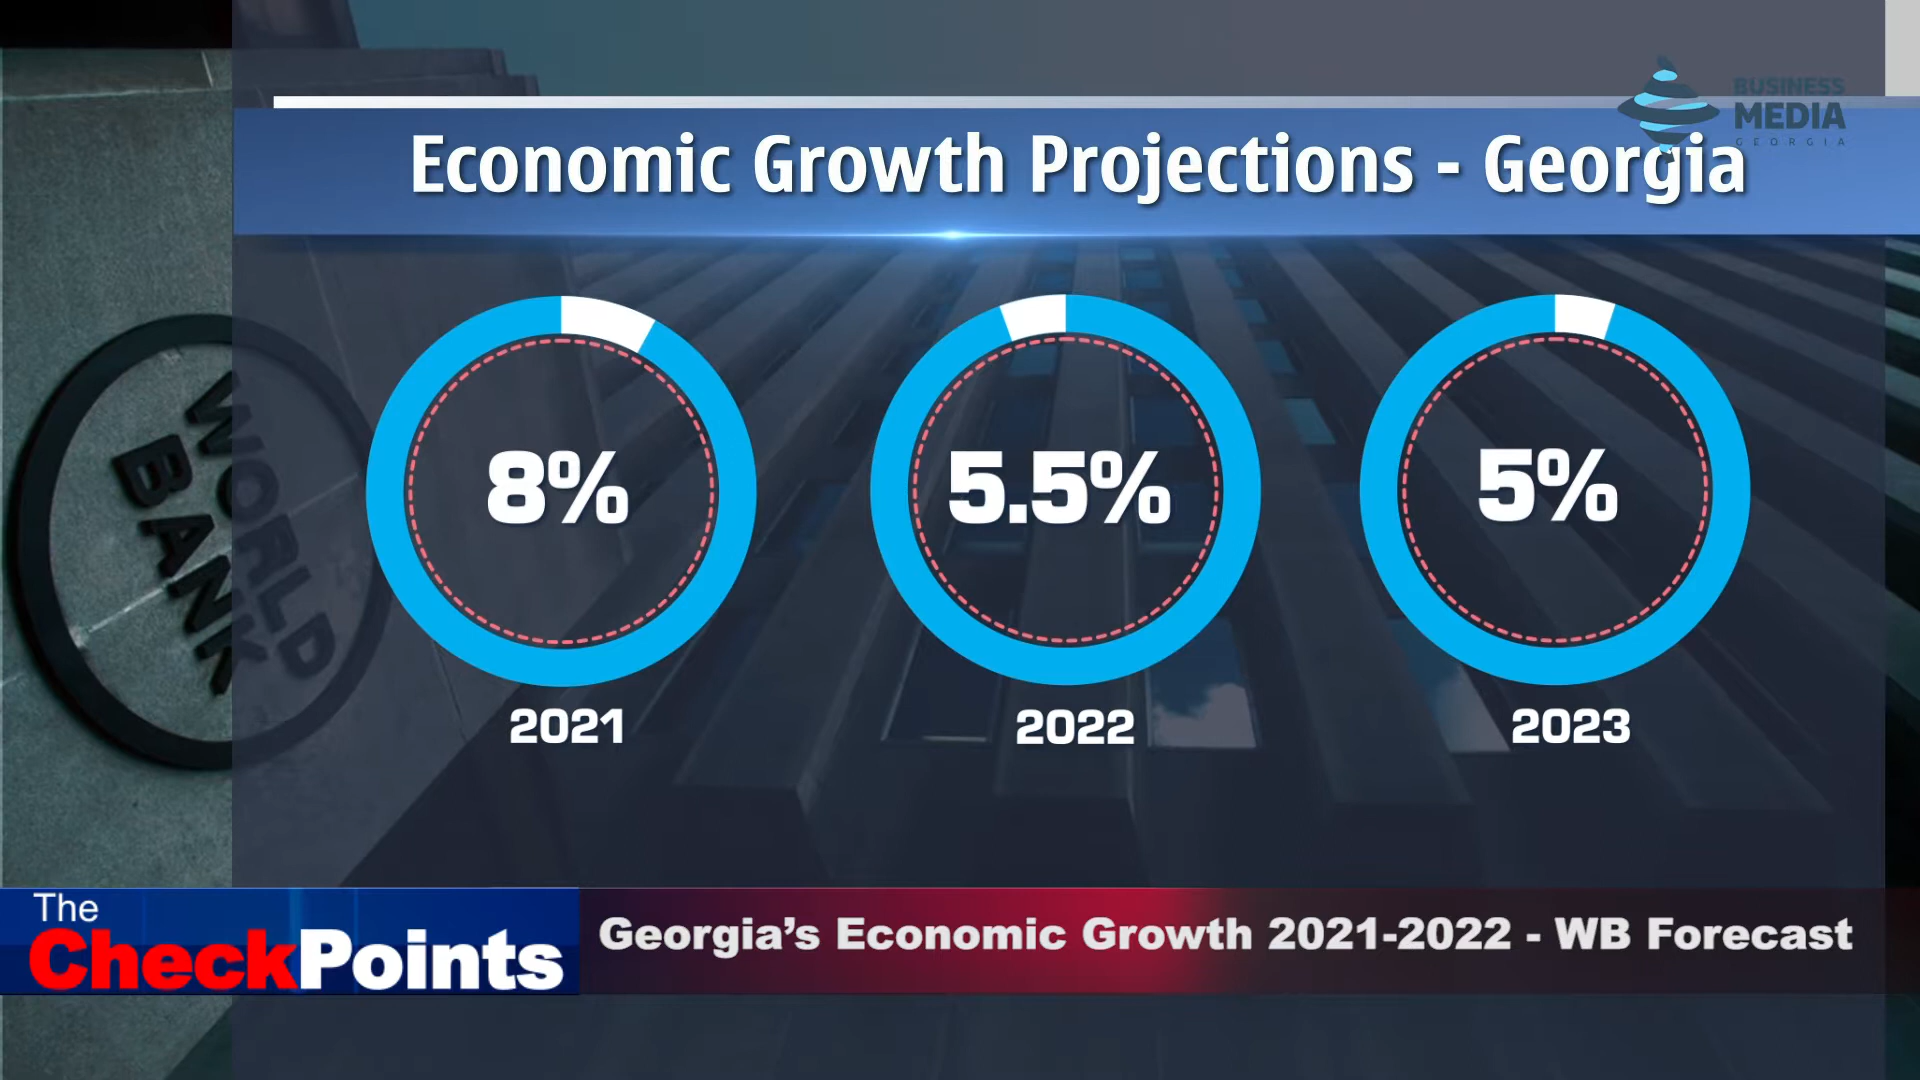 BUSINESS
MEDIA
GEORGIA
Economic Growth Projections - Georgia
WORLD
BANK
8%
5.5%
5%
2021
2022
2023
The
CheckPoints
Georgia’s Economic Growth 2021-2022 - WB Forecast